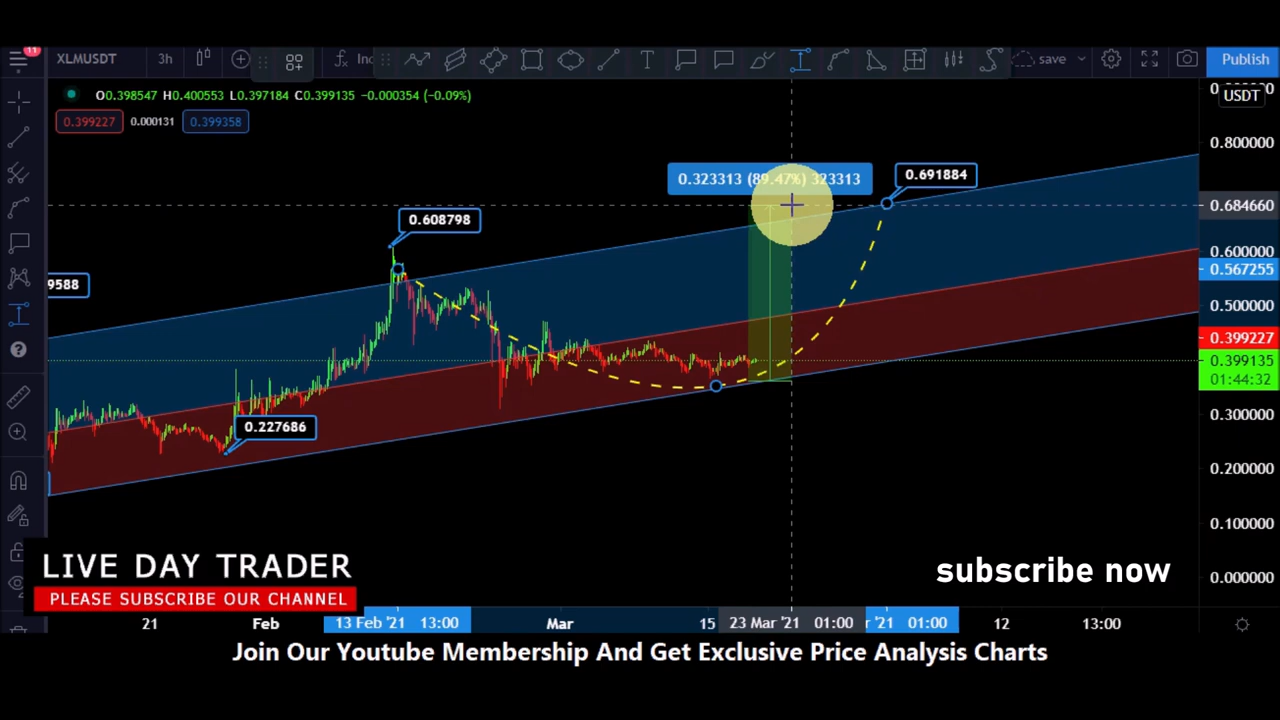 11
XLMUSDT 3h Inc save Publish
O0.398547 H0.400553 L0.397184 C0.399135 −0.000354 (−0.09%)
USDT
0.399227 0.000131 0.399358
0.800000
0.323313 (89.47%) 323313
0.691884
0.684660
0.608798
0.600000
0.567255
9588
0.500000
0.399227
0.399135
01:44:32
0.300000
0.227686
0.200000
0.100000
0.000000
LIVE DAY TRADER
PLEASE SUBSCRIBE OUR CHANNEL
subscribe now
21 Feb 13 Feb '21 13:00 Mar 15 23 Mar '21 01:00 r '21 01:00 12 13:00
Join Our Youtube Membership And Get Exclusive Price Analysis Charts